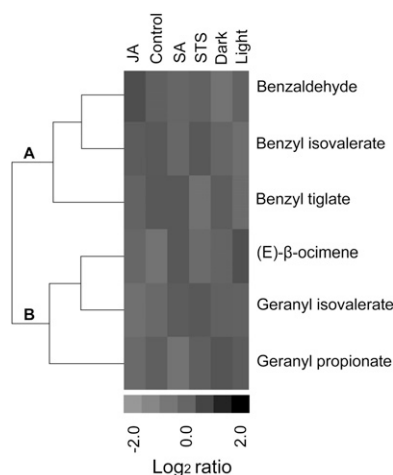 JA Control SA STS Dark Light
Benzaldehyde
A
Benzyl isovalerate
Benzyl tiglate
(E)-β-ocimene
Geranyl isovalerate
B
Geranyl propionate
-2.0 0.0 2.0
Log2 ratio